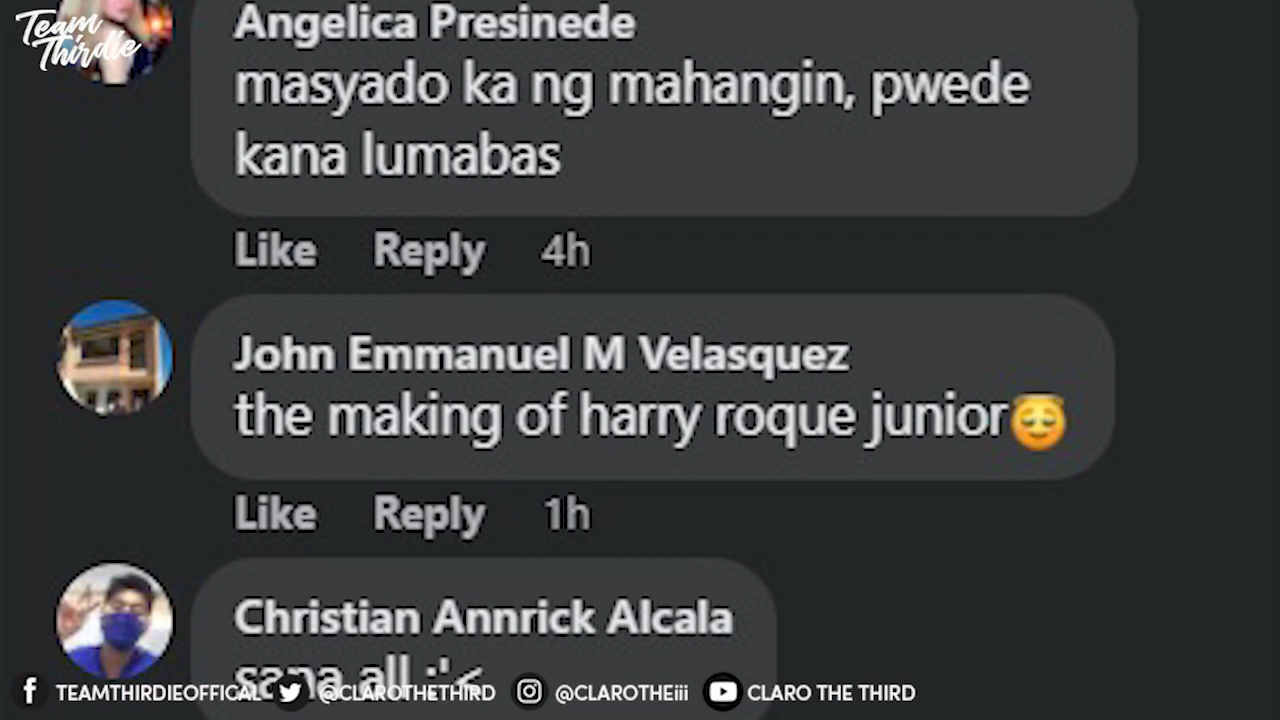 Team
Thirdie
Angelica Presinede
masyado ka ng mahangin, pwede
kana lumabas
Like Reply 4h
John Emmanuel M Velasquez
the making of harry roque junior😇
Like Reply 1h
Christian Annrick Alcala
sana all :'<
TEAMTHIRDIEOFFICAL @CLAROTHETHIRD @CLAROTHEiii CLARO THE THIRD